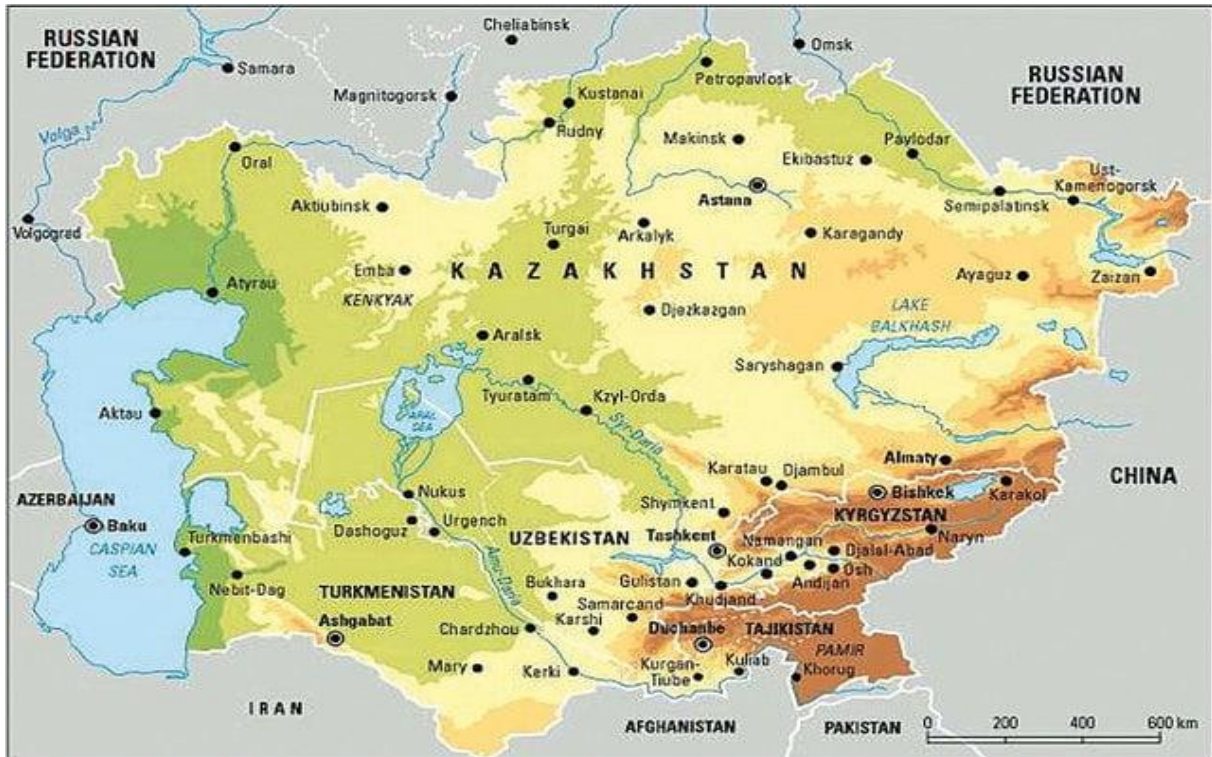 Cheliabinsk
Omsk
RUSSIAN
FEDERATION
Samara
Petropavlosk
RUSSIAN
FEDERATION
Magnitogorsk
Kustanai
Volga
Rudny
Makinsk
Pavlodar
Oral
Ekibastuz
Ust-
Kamenogorsk
Astana
Semipalatinsk
Aktiubinsk
Volgograd
Turgai
Arkalyk
Karagandy
Emba
KAZAKHSTAN
Ayaguz
Zaizan
Atyrau
KENKYAK
Djezkazgan
LAKE
BALKHASH
Aralsk
Saryshagan
Tyuratam
Kzyl-Orda
Aktau
ARAL
SEA
Syr-Daria
Almaty
Karatau
Djambul
CHINA
AZERBAIJAN
Nukus
Shymkent
Bishkek
Karakol
Baku
Dashoguz
Urgench
KYRGYZSTAN
CASPIAN
SEA
Turkmenbashi
UZBEKISTAN
Tashkent
Namangan
Naryn
Kokand
Djalal-Abad
Amu-Daria
Andijan
Osh
Nebit-Dag
TURKMENISTAN
Bukhara
Gulistan
Khudjand
Samarcand
Ashgabat
Chardzhou
Karshi
Duchanbe
TAJIKISTAN
PAMIR
Mary
Kerki
Kurgan-
Tiube
Kuliab
Khorug
IRAN
AFGHANISTAN
PAKISTAN
0 200 400 600 km